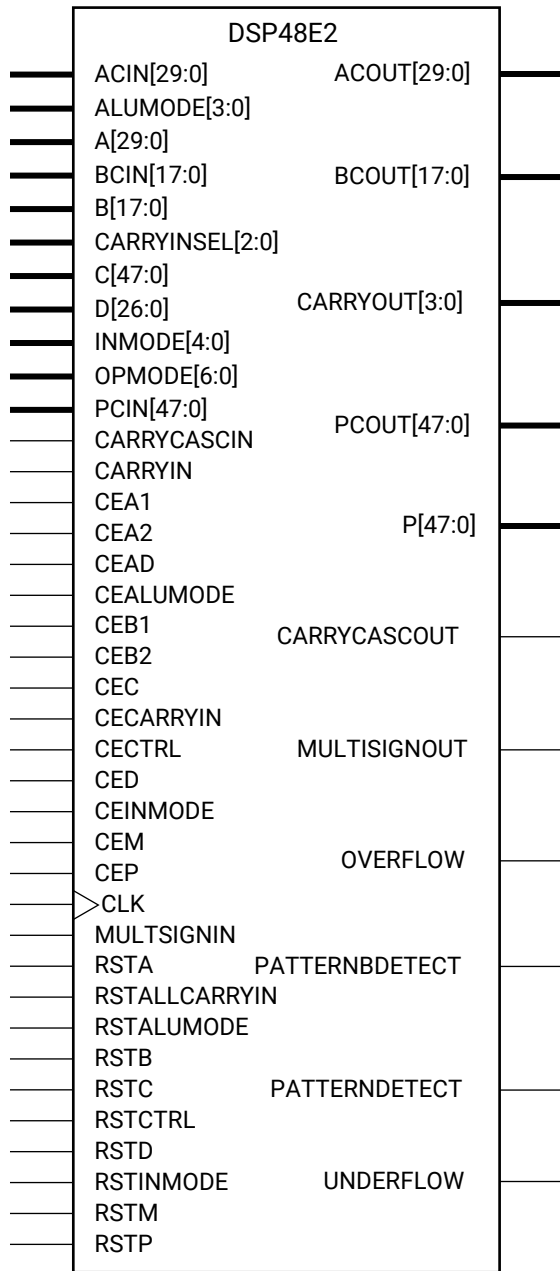 DSP48E2
ACIN[29:0] ACOUT[29:0]
ALUMODE[3:0]
A[29:0]
BCIN[17:0] BCOUT[17:0]
B[17:0]
CARRYINSEL[2:0]
C[47:0]
D[26:0] CARRYOUT[3:0]
INMODE[4:0]
OPMODE[6:0]
PCIN[47:0] PCOUT[47:0]
CARRYCASCIN
CARRYIN
CEA1
CEA2 P[47:0]
CEAD
CEALUMODE
CEB1 CARRYCASCOUT
CEB2
CEC
CECARRYIN
CECTRL MULTISIGNOUT
CED
CEINMODE
CEM
CEP OVERFLOW
CLK
MULTSIGNIN
RSTA PATTERNBDETECT
RSTALLCARRYIN
RSTALUMODE
RSTB
RSTC PATTERNDETECT
RSTCTRL
RSTD
RSTINMODE UNDERFLOW
RSTM
RSTP